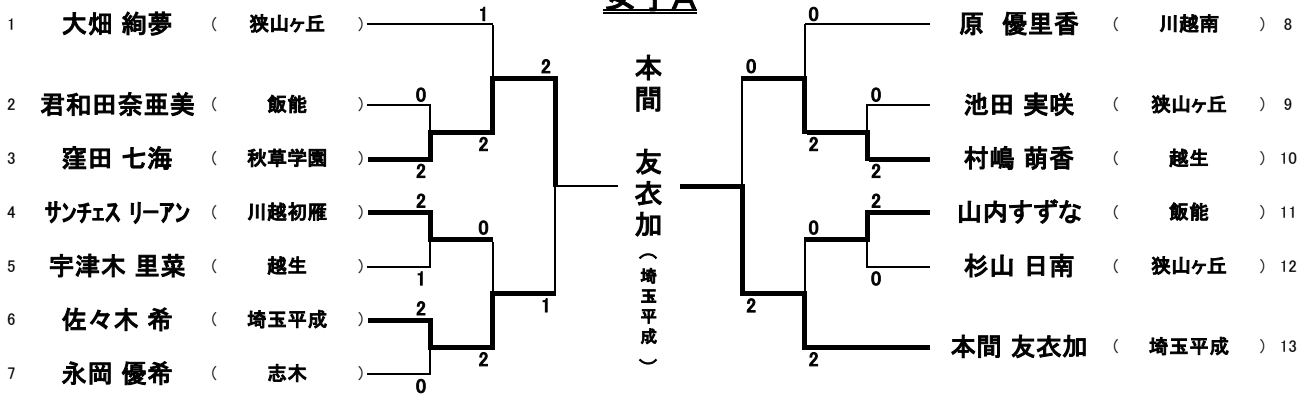 女子A
1 大畑 絢夢 ( 狭山ヶ丘 )
2 君和田奈亜美 ( 飯能 )
3 窪田 七海 ( 秋草学園 )
4 サンチェス リーアン ( 川越初雁 )
5 宇津木 里菜 ( 越生 )
6 佐々木 希 ( 埼玉平成 )
7 永岡 優希 ( 志木 )
1
0
2
2
2
2
1
0
2
0
2
1
本間 友衣加(埼玉平成)
0
0
2
2
0
2
0
0
2
2
原 優里香 ( 川越南 ) 8
池田 実咲 ( 狭山ヶ丘 ) 9
村嶋 萌香 ( 越生 ) 10
山内すずな ( 飯能 ) 11
杉山 日南 ( 狭山ヶ丘 ) 12
本間 友衣加 ( 埼玉平成 ) 13